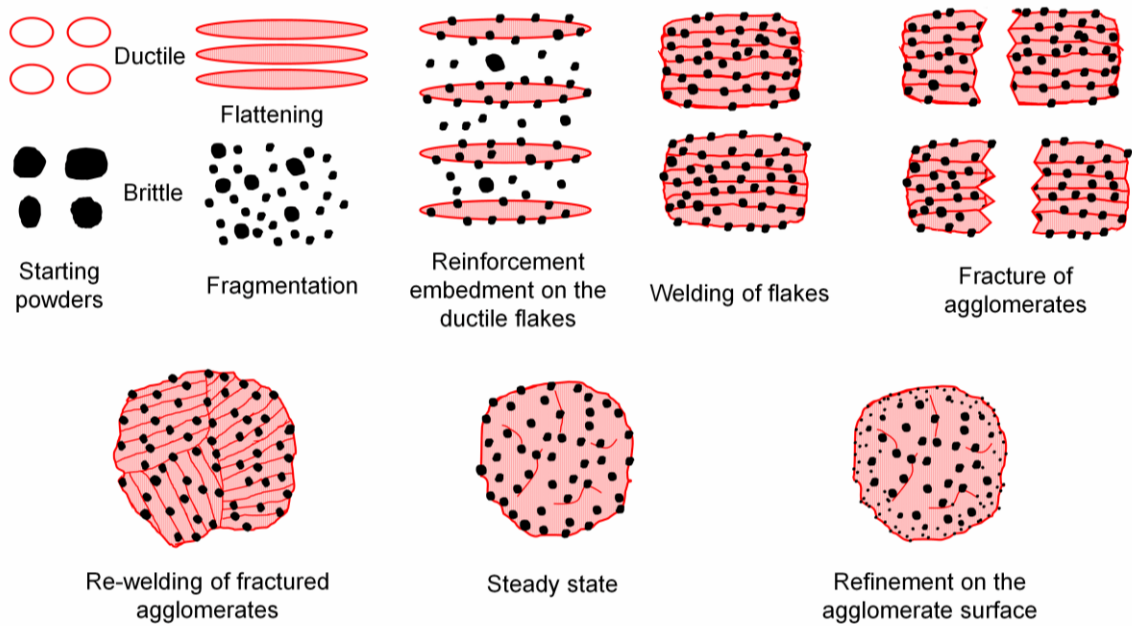 Ductile
Flattening
Brittle
Starting
powders
Fragmentation
Reinforcement
embedment on the
ductile flakes
Welding of flakes
Fracture of
agglomerates
Re-welding of fractured
agglomerates
Steady state
Refinement on the
agglomerate surface